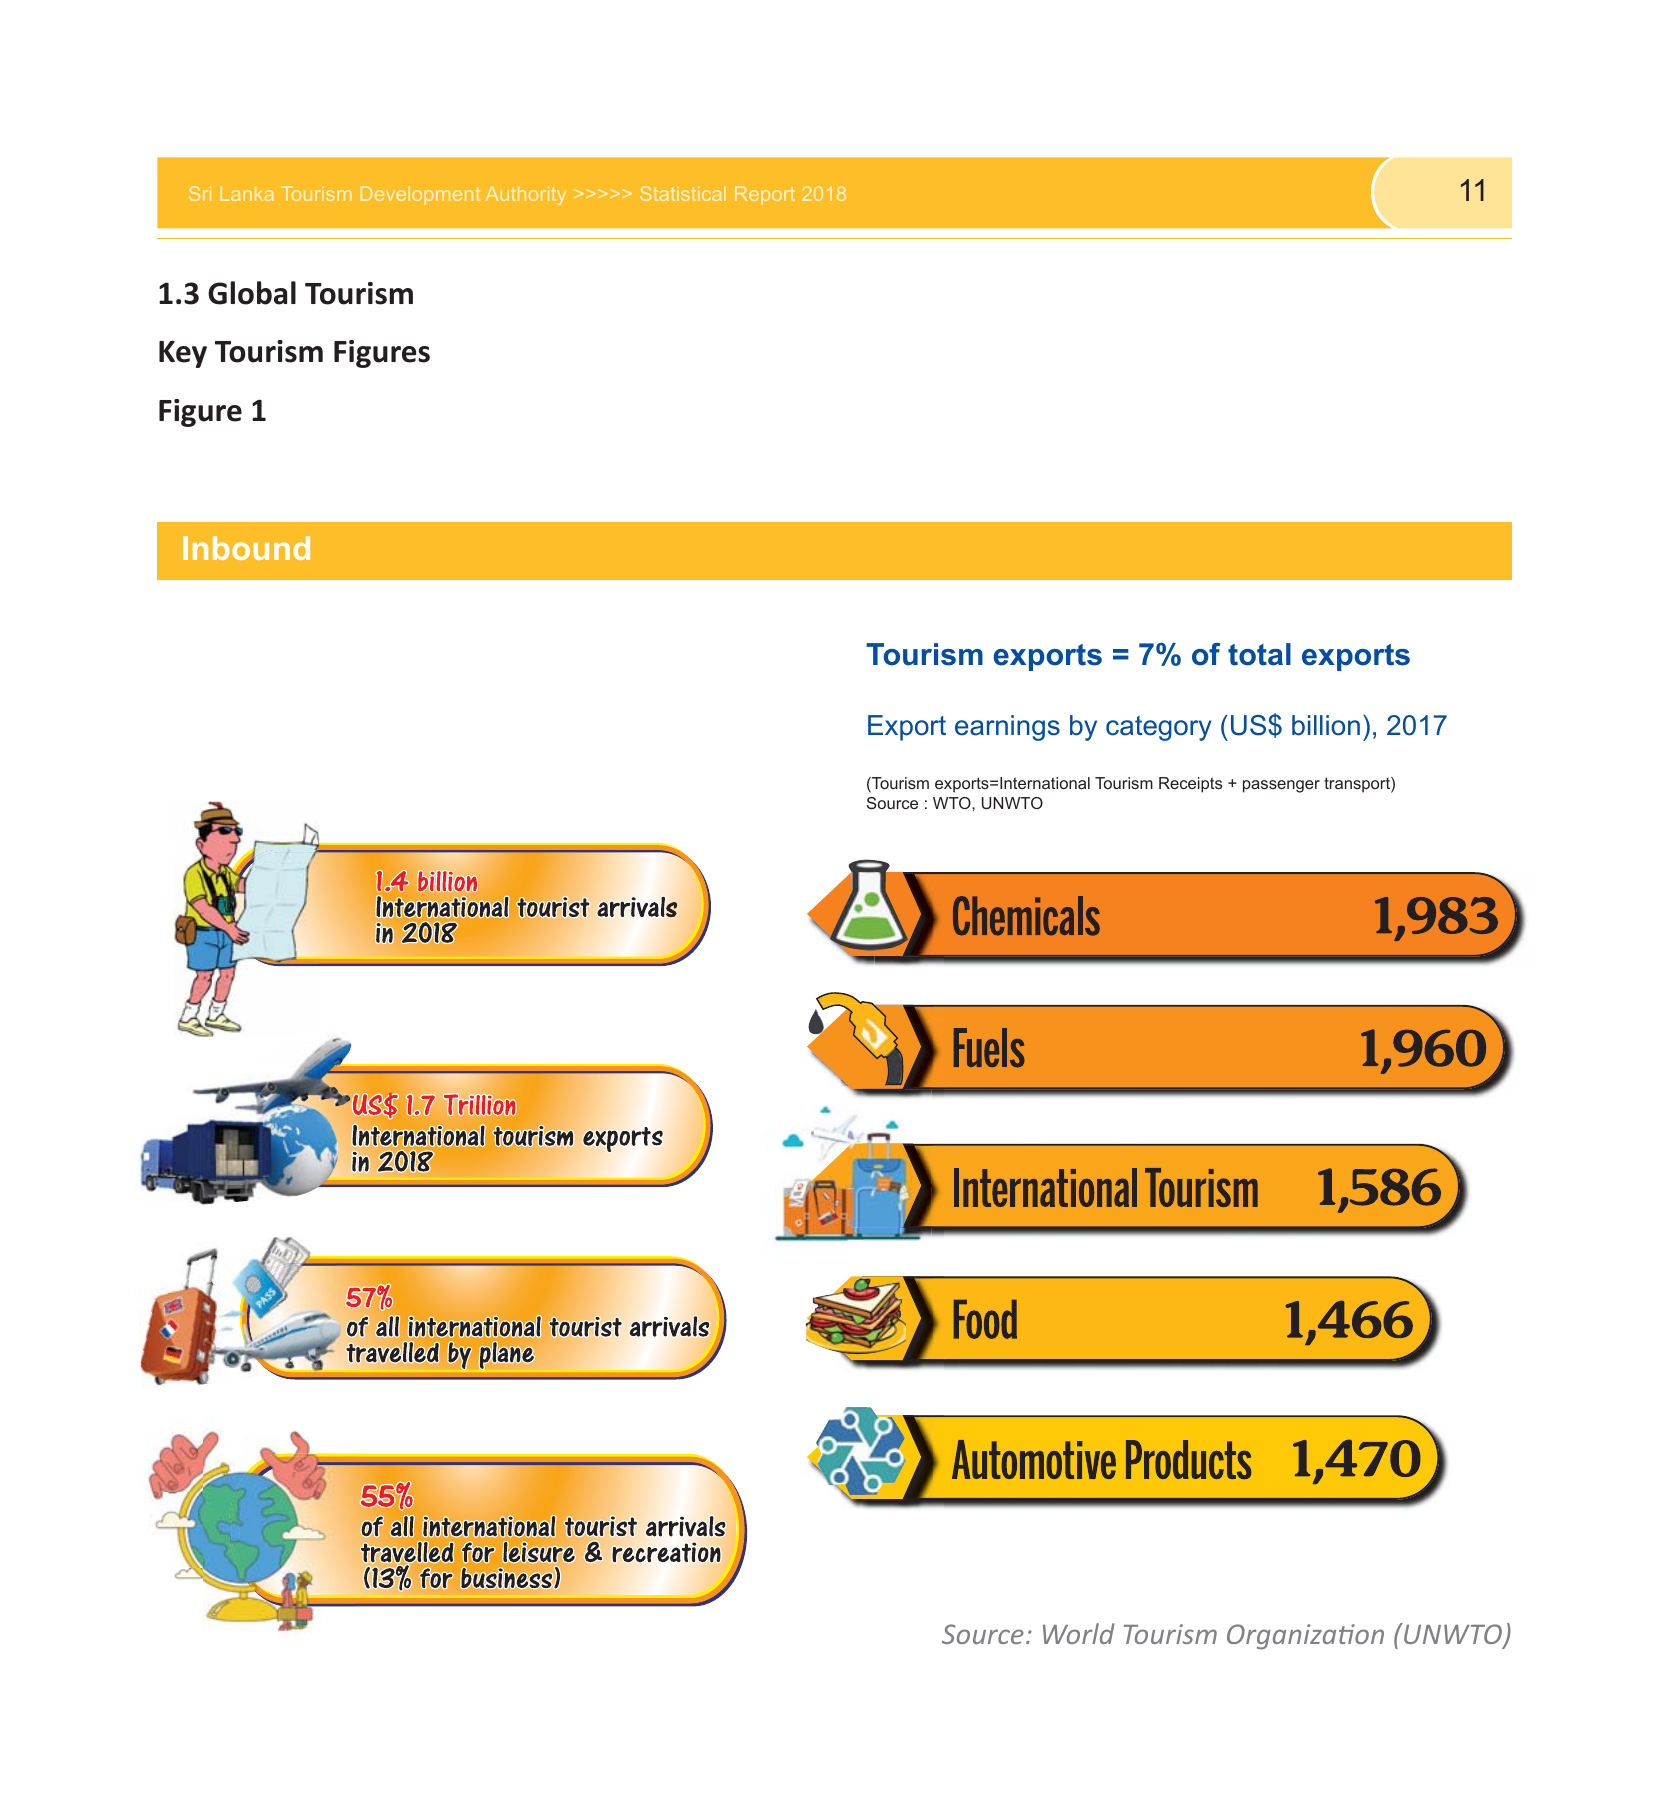 Sri Lanka Tourism Development Authority >>>>> Statistical Report 2018
11
1.3 Global Tourism
Key Tourism Figures
Figure 1
Inbound
1.4 billion
International tourist arrivals
in 2018
US$ 1.7 Trillion
International tourism exports
in 2018
PASS
57%
of all international tourist arrivals
travelled by plane
55%
of all international tourist arrivals
travelled for leisure & recreation
(13% for business)
Tourism exports = 7% of total exports
Export earnings by category (US$ billion), 2017
(Tourism exports=International Tourism Receipts + passenger transport)
Source : WTO, UNWTO
Chemicals 1,983
Fuels 1,960
International Tourism 1,586
Food 1,466
Automotive Products 1,470
Source: World Tourism Organization (UNWTO)